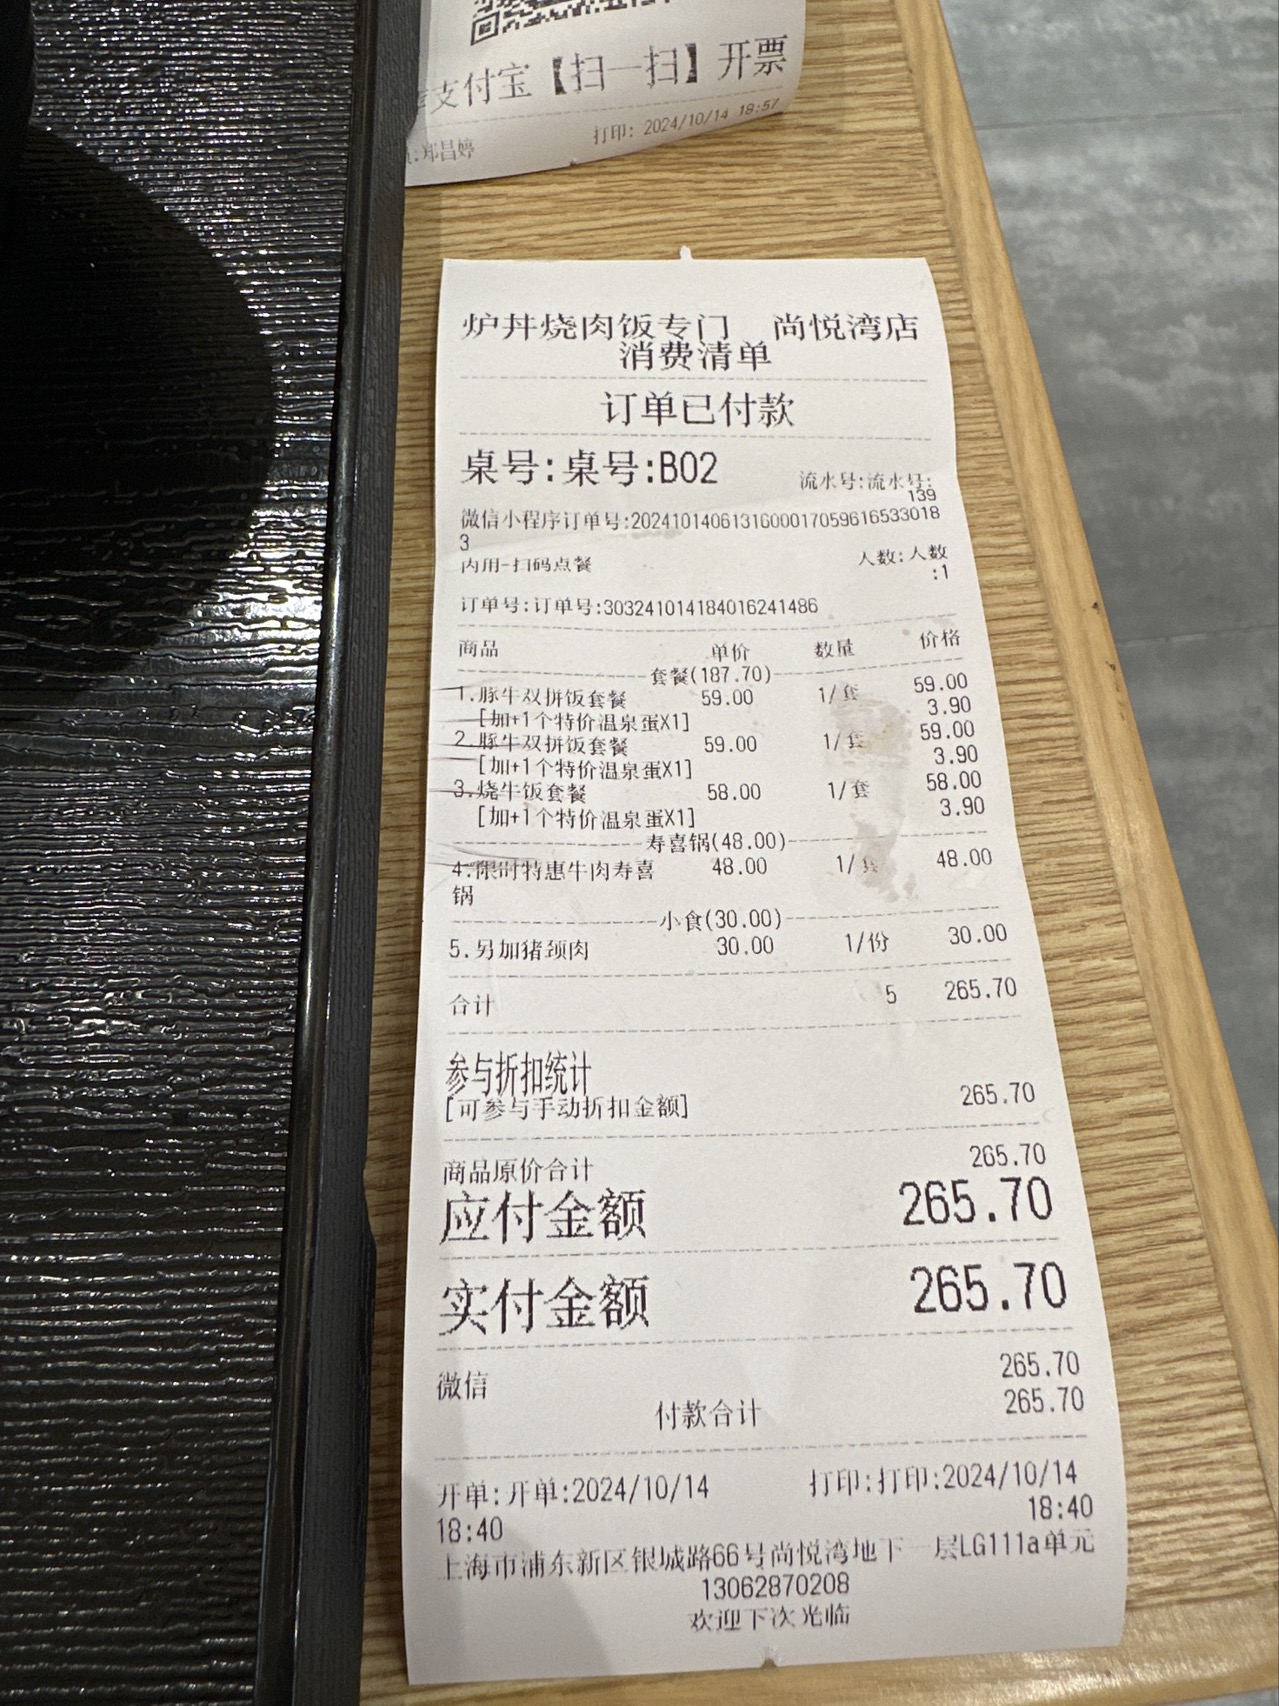 支付宝【扫一扫】开票
打印: 2024/10/14 18:57
:郑昌婷
炉丼烧肉饭专门 尚悦湾店
消费清单
订单已付款
桌号:桌号:B02
流水号:流水号:
139
微信小程序订单号:2024101406131600017059616533018
3
内用-扫码点餐
人数:人数
:1
订单号:订单号:303241014184016241486
商品 单价 数量 价格
套餐(187.70)
1.豚牛双拼饭套餐 59.00 1/套 59.00
[加+1个特价温泉蛋X1] 3.90
2.豚牛双拼饭套餐 59.00 1/套 59.00
[加+1个特价温泉蛋X1] 3.90
3.烧牛饭套餐 58.00 1/套 58.00
[加+1个特价温泉蛋X1] 3.90
寿喜锅(48.00)
4.限时特惠牛肉寿喜 48.00 1/套 48.00
锅
小食(30.00)
5.另加猪颈肉 30.00 1/份 30.00
合计 5 265.70
参与折扣统计
[可参与手动折扣金额] 265.70
商品原价合计 265.70
应付金额 265.70
实付金额 265.70
微信 265.70
付款合计 265.70
开单:开单:2024/10/14 打印:打印:2024/10/14
18:40 18:40
上海市浦东新区银城路66号尚悦湾地下一层LG111a单元
13062870208
欢迎下次光临